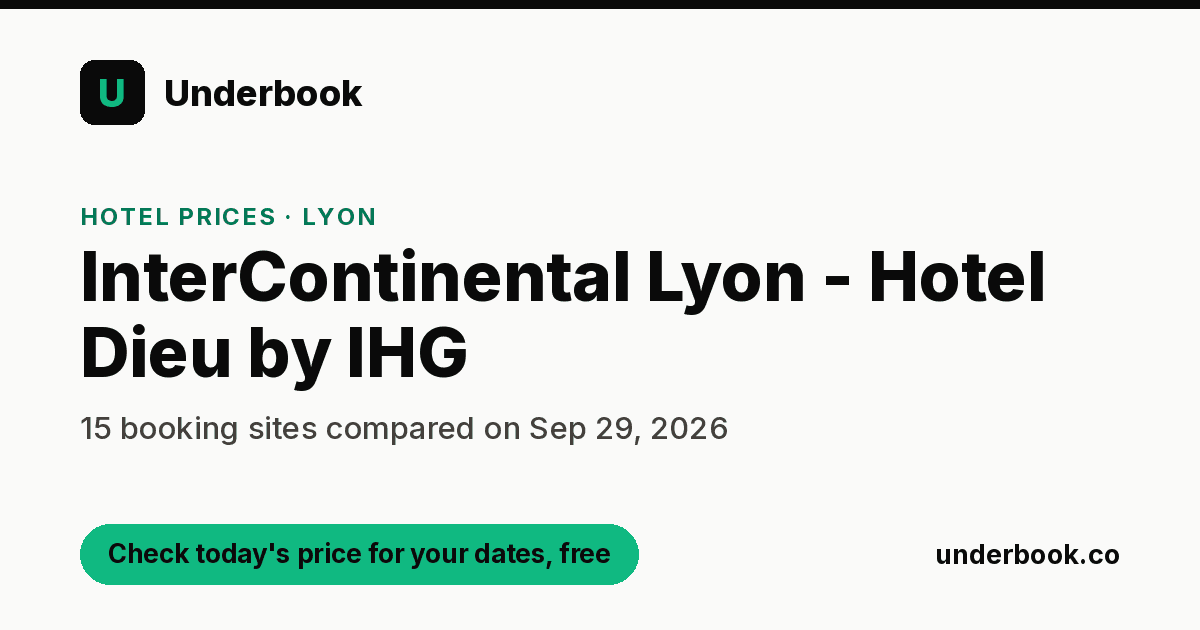 U Underbook
HOTEL PRICES · LYON
InterContinental Lyon - Hotel
Dieu by IHG
15 booking sites compared on Sep 29, 2026
Check today's price for your dates, free
underbook.co